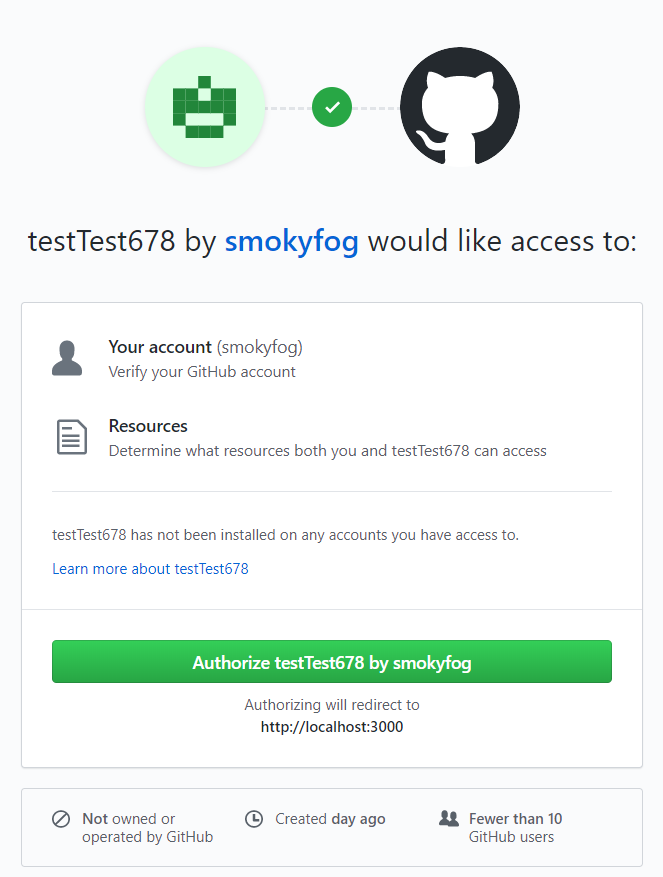 testTest678 by smokyfog would like access to:
Your account (smokyfog)
Verify your GitHub account
Resources
Determine what resources both you and testTest678 can access
testTest678 has not been installed on any accounts you have access to.
Learn more about testTest678
Authorize testTest678 by smokyfog
Authorizing will redirect to
http://localhost:3000
Not owned or
operated by GitHub
Created day ago
Fewer than 10
GitHub users